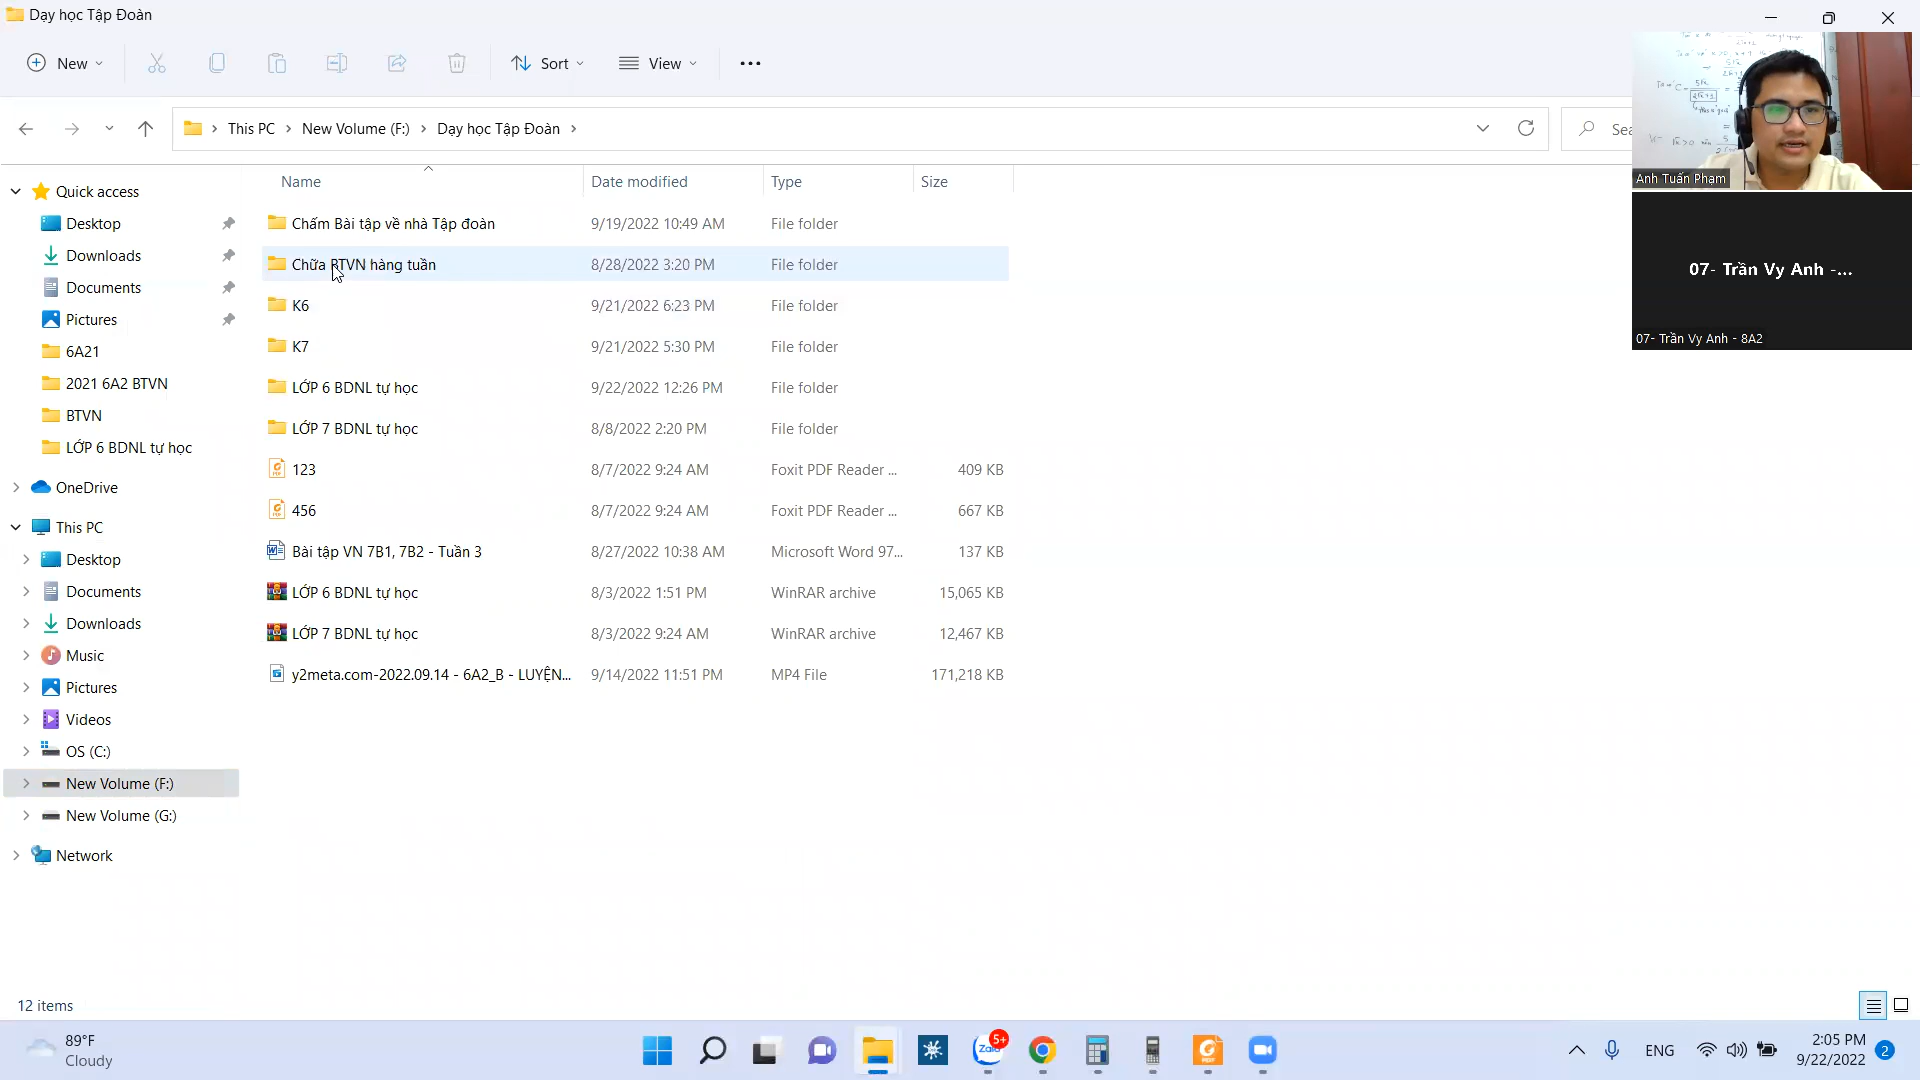 Dạy học Tập Đoàn
New
Sort
View
This PC
New Volume (F:)
Dạy học Tập Đoàn
Sea
Anh Tuấn Phạm
07- Trần Vy Anh -...
07- Trần Vy Anh - 8A2
Quick access
Desktop
Downloads
Documents
Pictures
6A21
2021 6A2 BTVN
BTVN
LỚP 6 BDNL tự học
OneDrive
This PC
Desktop
Documents
Downloads
Music
Pictures
Videos
OS (C:)
New Volume (F:)
New Volume (G:)
Network
Name Date modified Type Size
Chấm Bài tập về nhà Tập đoàn 9/19/2022 10:49 AM File folder
Chữa BTVN hàng tuần 8/28/2022 3:20 PM File folder
K6 9/21/2022 6:23 PM File folder
K7 9/21/2022 5:30 PM File folder
LỚP 6 BDNL tự học 9/22/2022 12:26 PM File folder
LỚP 7 BDNL tự học 8/8/2022 2:20 PM File folder
123 8/7/2022 9:24 AM Foxit PDF Reader ... 409 KB
456 8/7/2022 9:24 AM Foxit PDF Reader ... 667 KB
Bài tập VN 7B1, 7B2 - Tuần 3 8/27/2022 10:38 AM Microsoft Word 97... 137 KB
LỚP 6 BDNL tự học 8/3/2022 1:51 PM WinRAR archive 15,065 KB
LỚP 7 BDNL tự học 8/3/2022 9:24 AM WinRAR archive 12,467 KB
y2meta.com-2022.09.14 - 6A2_B - LUYỆN... 9/14/2022 11:51 PM MP4 File 171,218 KB
12 items
89°F
Cloudy
Zalo
5+
PDF
ENG
2:05 PM
9/22/2022
2